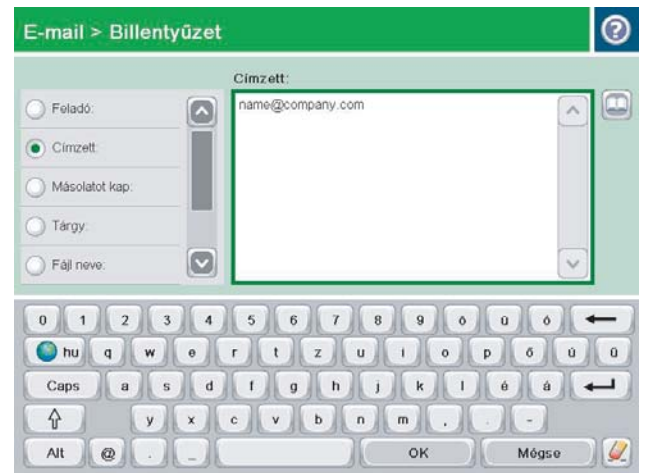 E-mail > Billentyűzet
?
Címzett:
Feladó:
Címzett:
Másolatot kap:
Tárgy:
Fájl neve:
name@company.com
0 1 2 3 4 5 6 7 8 9 ö ü ó
hu q w e r t z u i o p ő ú ű
Caps a s d f g h j k l é á
y x c v b n m , . -
Alt @ . _ OK Mégse